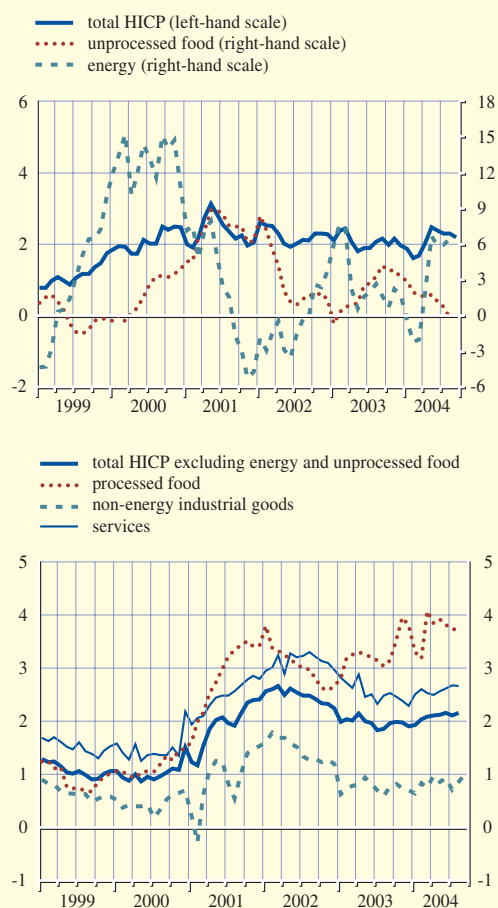 total HICP (left-hand scale)
unprocessed food (right-hand scale)
energy (right-hand scale)
6 18
15
4 12
9
2 6
3
0 0
-3
-2 -6
1999 2000 2001 2002 2003 2004
total HICP excluding energy and unprocessed food
processed food
non-energy industrial goods
services
5 5
4 4
3 3
2 2
1 1
0 0
-1 -1
1999 2000 2001 2002 2003 2004